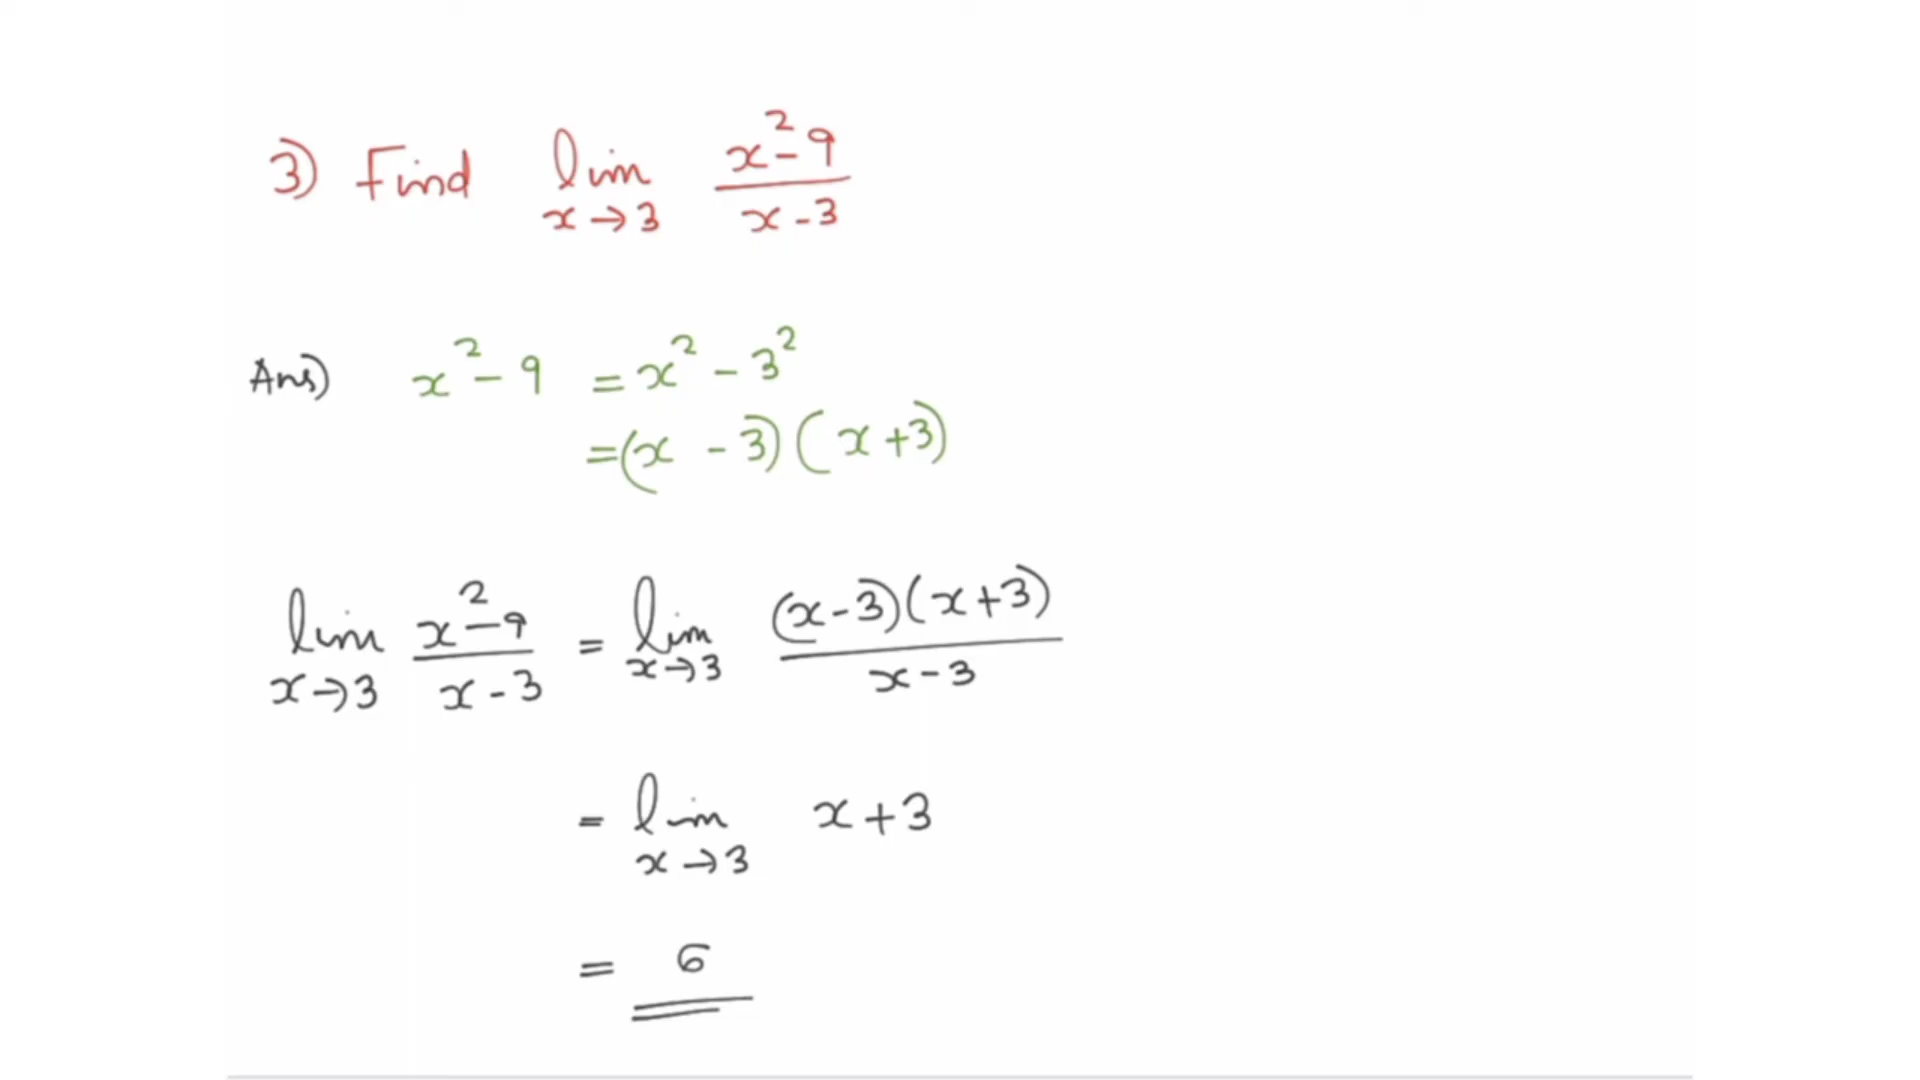 3) Find lim x→3 (x² - 9)/(x - 3)
Ans) x² - 9 = x² - 3²
= (x - 3)(x + 3)
lim x→3 (x² - 9)/(x - 3) = lim x→3 ((x - 3)(x + 3))/(x - 3)
= lim x→3 x + 3
= 6